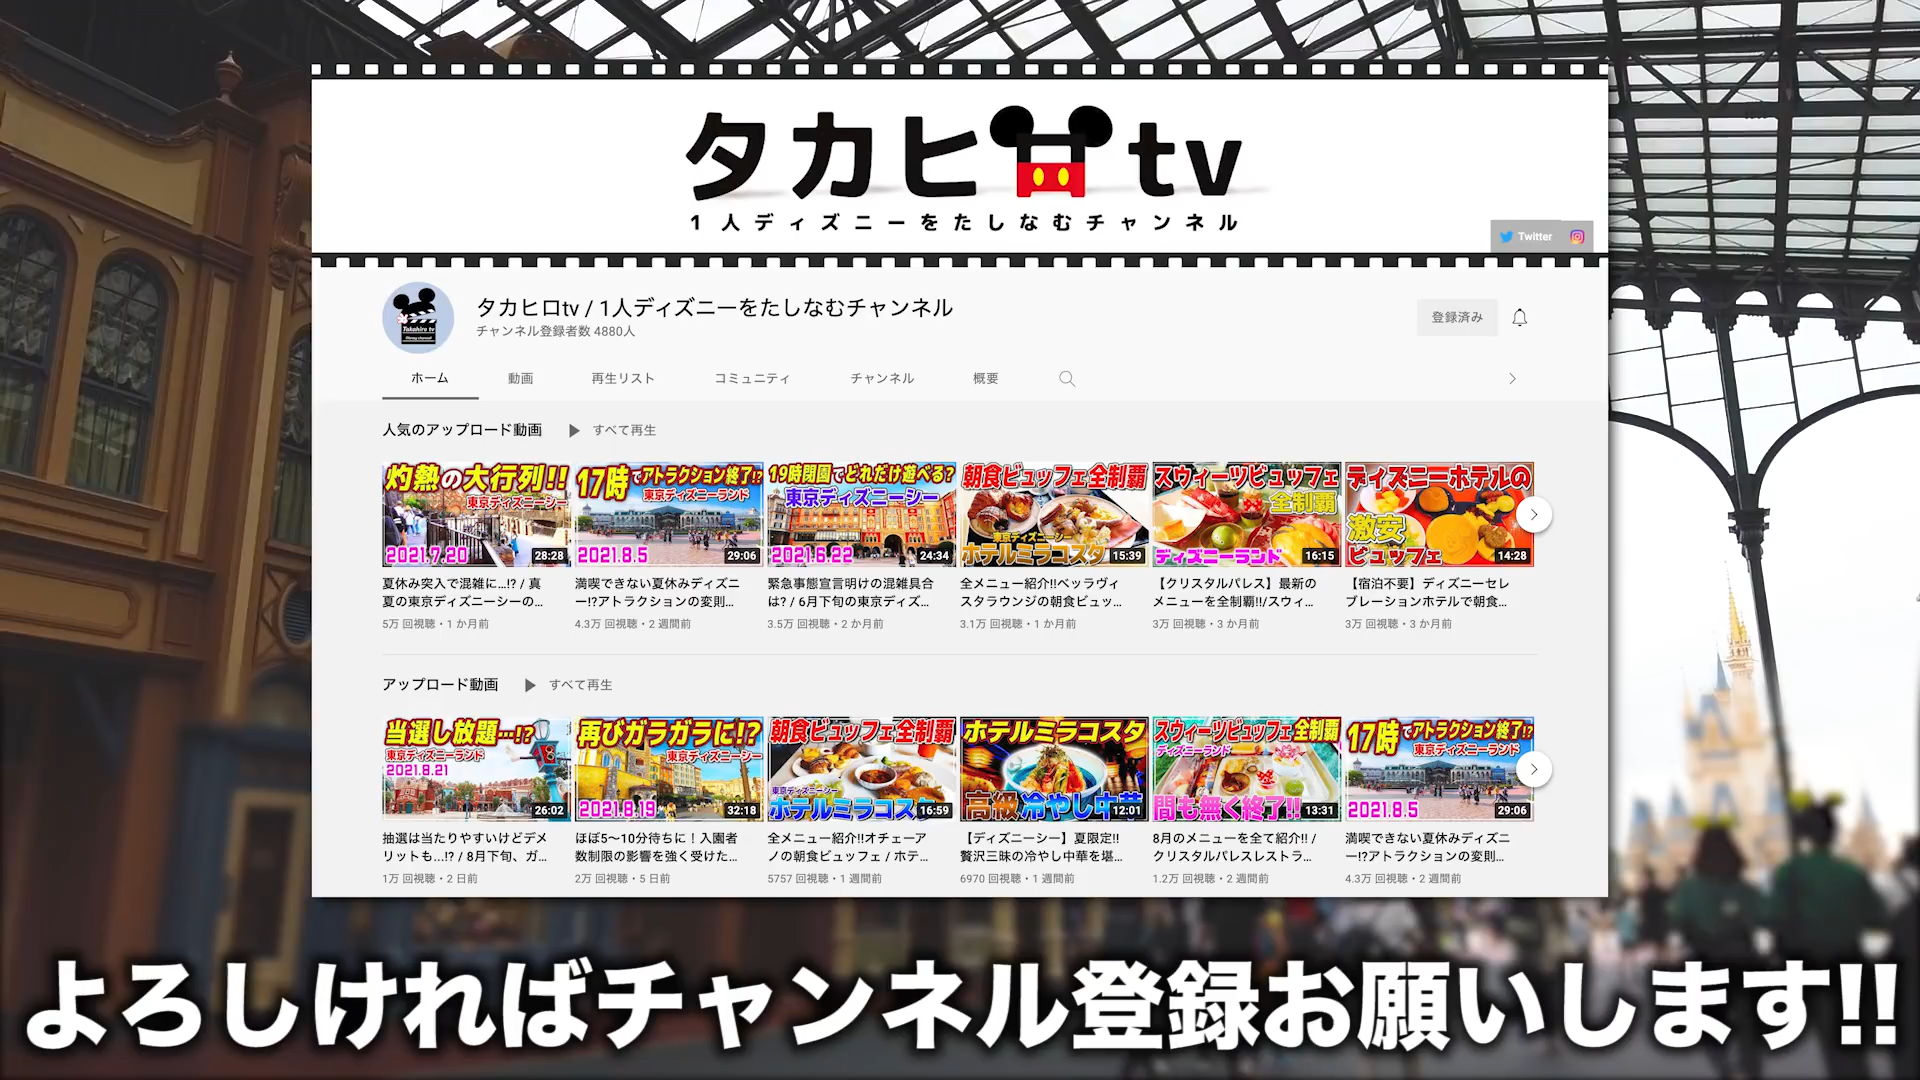 タカヒロtv
1人ディズニーをたしなむチャンネル
Twitter
タカヒロtv / 1人ディズニーをたしなむチャンネル
チャンネル登録者数 4880人
登録済み
ホーム 動画 再生リスト コミュニティ チャンネル 概要
人気のアップロード動画 すべて再生
灼熱の大行列!!
東京ディズニーシー
2021.7.20
28:28
17時でアトラクション終了!?
東京ディズニーランド
2021.8.5
29:06
19時閉園でどれだけ遊べる?
東京ディズニーシー
2021.6.22
24:34
朝食ビュッフェ全制覇
東京ディズニーシー
ホテルミラコスタ
15:39
スウィーツビュッフェ
全制覇
ディズニーランド
16:15
ディズニーホテルの
激安
ビュッフェ
14:28
夏休み突入で混雑に...!? / 真
夏の東京ディズニーシーの...
5万 回視聴・1 か月前
満喫できない夏休みディズニ
ー!?アトラクションの変則...
4.3万 回視聴・2 週間前
緊急事態宣言明けの混雑具合
は? / 6月下旬の東京ディズ...
3.5万 回視聴・2 か月前
全メニュー紹介!!ベッラヴィ
スタラウンジの朝食ビュッ...
3.1万 回視聴・1 か月前
【クリスタルパレス】最新の
メニューを全制覇!!/スウィ...
3万 回視聴・3 か月前
【宿泊不要】ディズニーセレ
ブレーションホテルで朝食...
3万 回視聴・3 か月前
アップロード動画 すべて再生
当選し放題…!?
東京ディズニーランド
2021.8.21
26:02
再びガラガラに!?
東京ディズニーシー
2021.8.19
32:18
朝食ビュッフェ全制覇
東京ディズニーシー
ホテルミラコス
16:59
ホテルミラコスタ
高級冷やし中華
12:01
スウィーツビュッフェ全制覇
ディズニーランド
間も無く終了!!
13:31
17時でアトラクション終了!?
東京ディズニーランド
2021.8.5
29:06
抽選は当たりやすいけどデメ
リットも...!? / 8月下旬、ガ...
1万 回視聴・2 日前
ほぼ5〜10分待ちに！入園者
数制限の影響を強く受けた...
2万 回視聴・5 日前
全メニュー紹介!!オチェーア
ノの朝食ビュッフェ / ホテ...
5757 回視聴・1 週間前
【ディズニーシー】夏限定!!
贅沢三昧の冷やし中華を堪...
6970 回視聴・1 週間前
8月のメニューを全て紹介!! /
クリスタルパレスレストラ...
1.2万 回視聴・2 週間前
満喫できない夏休みディズニ
ー!?アトラクションの変則...
4.3万 回視聴・2 週間前
よろしければチャンネル登録お願いします!!